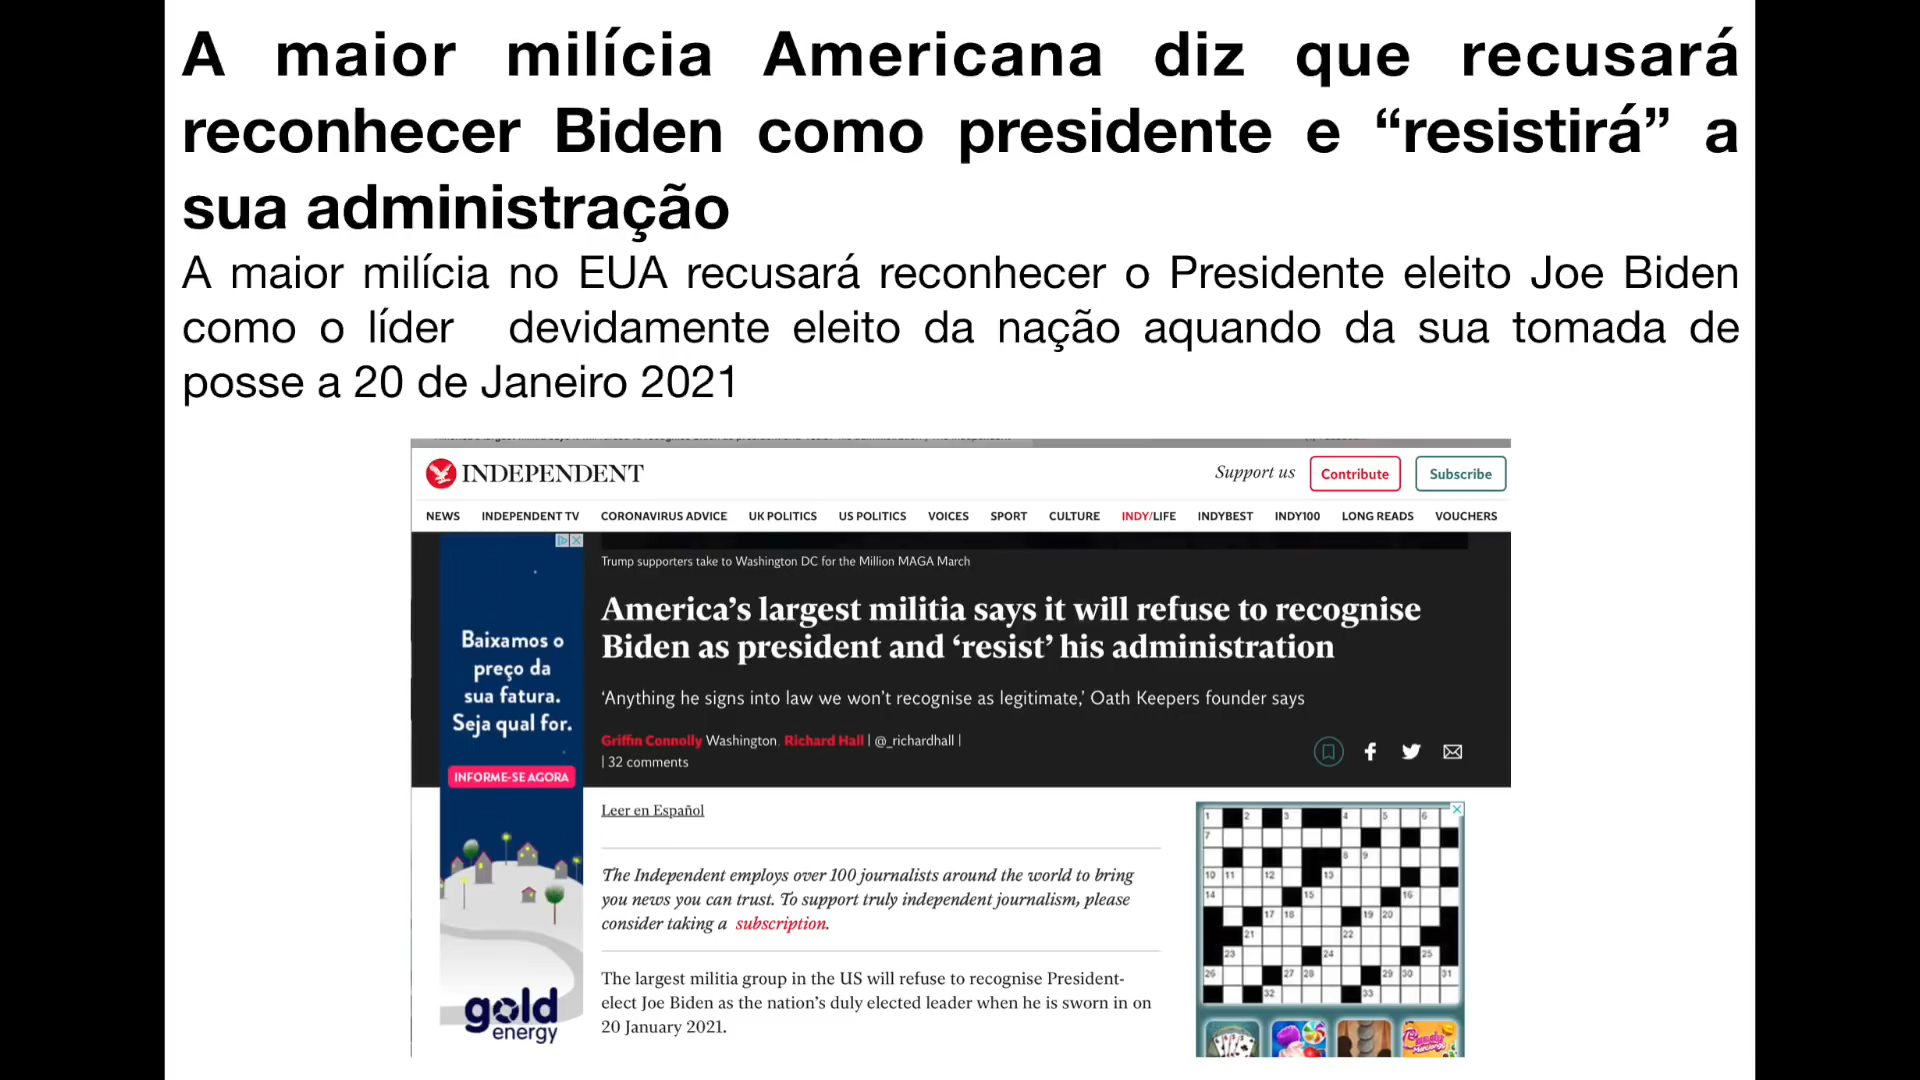 A maior milícia Americana diz que recusará
reconhecer Biden como presidente e “resistirá” a
sua administração
A maior milícia no EUA recusará reconhecer o Presidente eleito Joe Biden
como o líder devidamente eleito da nação aquando da sua tomada de
posse a 20 de Janeiro 2021
INDEPENDENT
Support us Contribute Subscribe
NEWS INDEPENDENT TV CORONAVIRUS ADVICE UK POLITICS US POLITICS VOICES SPORT CULTURE INDY/LIFE INDYBEST INDY100 LONG READS VOUCHERS
Trump supporters take to Washington DC for the Million MAGA March
America’s largest militia says it will refuse to recognise
Biden as president and ‘resist’ his administration
‘Anything he signs into law we won’t recognise as legitimate,’ Oath Keepers founder says
Griffin Connolly Washington, Richard Hall | @_richardhall |
| 32 comments
Baixamos o
preço da
sua fatura.
Seja qual for.
INFORME-SE AGORA
gold
energy
Leer en Español
The Independent employs over 100 journalists around the world to bring
you news you can trust. To support truly independent journalism, please
consider taking a subscription.
The largest militia group in the US will refuse to recognise President-
elect Joe Biden as the nation’s duly elected leader when he is sworn in on
20 January 2021.